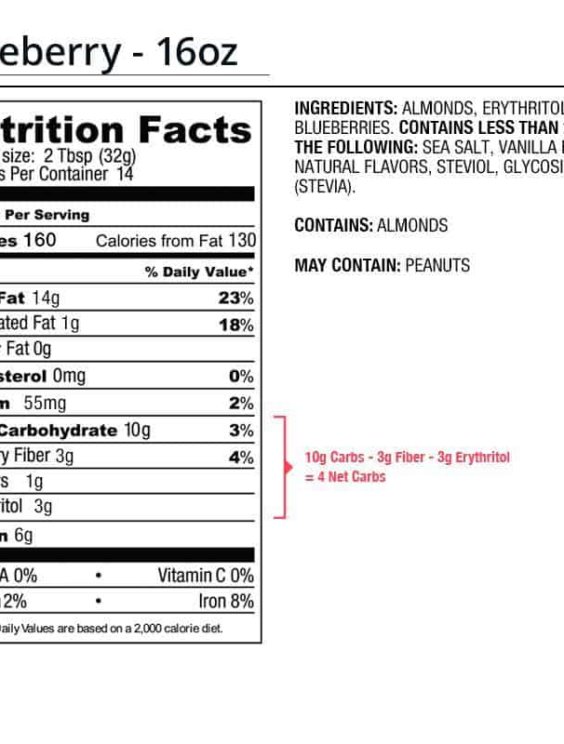 eberry - 16oz
trition Facts
size: 2 Tbsp (32g)
s Per Container 14
Per Serving
es 160 Calories from Fat 130
% Daily Value*
Fat 14g 23%
ated Fat 1g 18%
Fat 0g
sterol 0mg 0%
m 55mg 2%
Carbohydrate 10g 3%
y Fiber 3g 4%
s 1g
itol 3g
n 6g
A 0% • Vitamin C 0%
2% • Iron 8%
aily Values are based on a 2,000 calorie diet.
INGREDIENTS: ALMONDS, ERYTHRITOL
BLUEBERRIES. CONTAINS LESS THAN
THE FOLLOWING: SEA SALT, VANILLA
NATURAL FLAVORS, STEVIOL, GLYCOSI
(STEVIA).
CONTAINS: ALMONDS
MAY CONTAIN: PEANUTS
10g Carbs - 3g Fiber - 3g Erythritol
= 4 Net Carbs